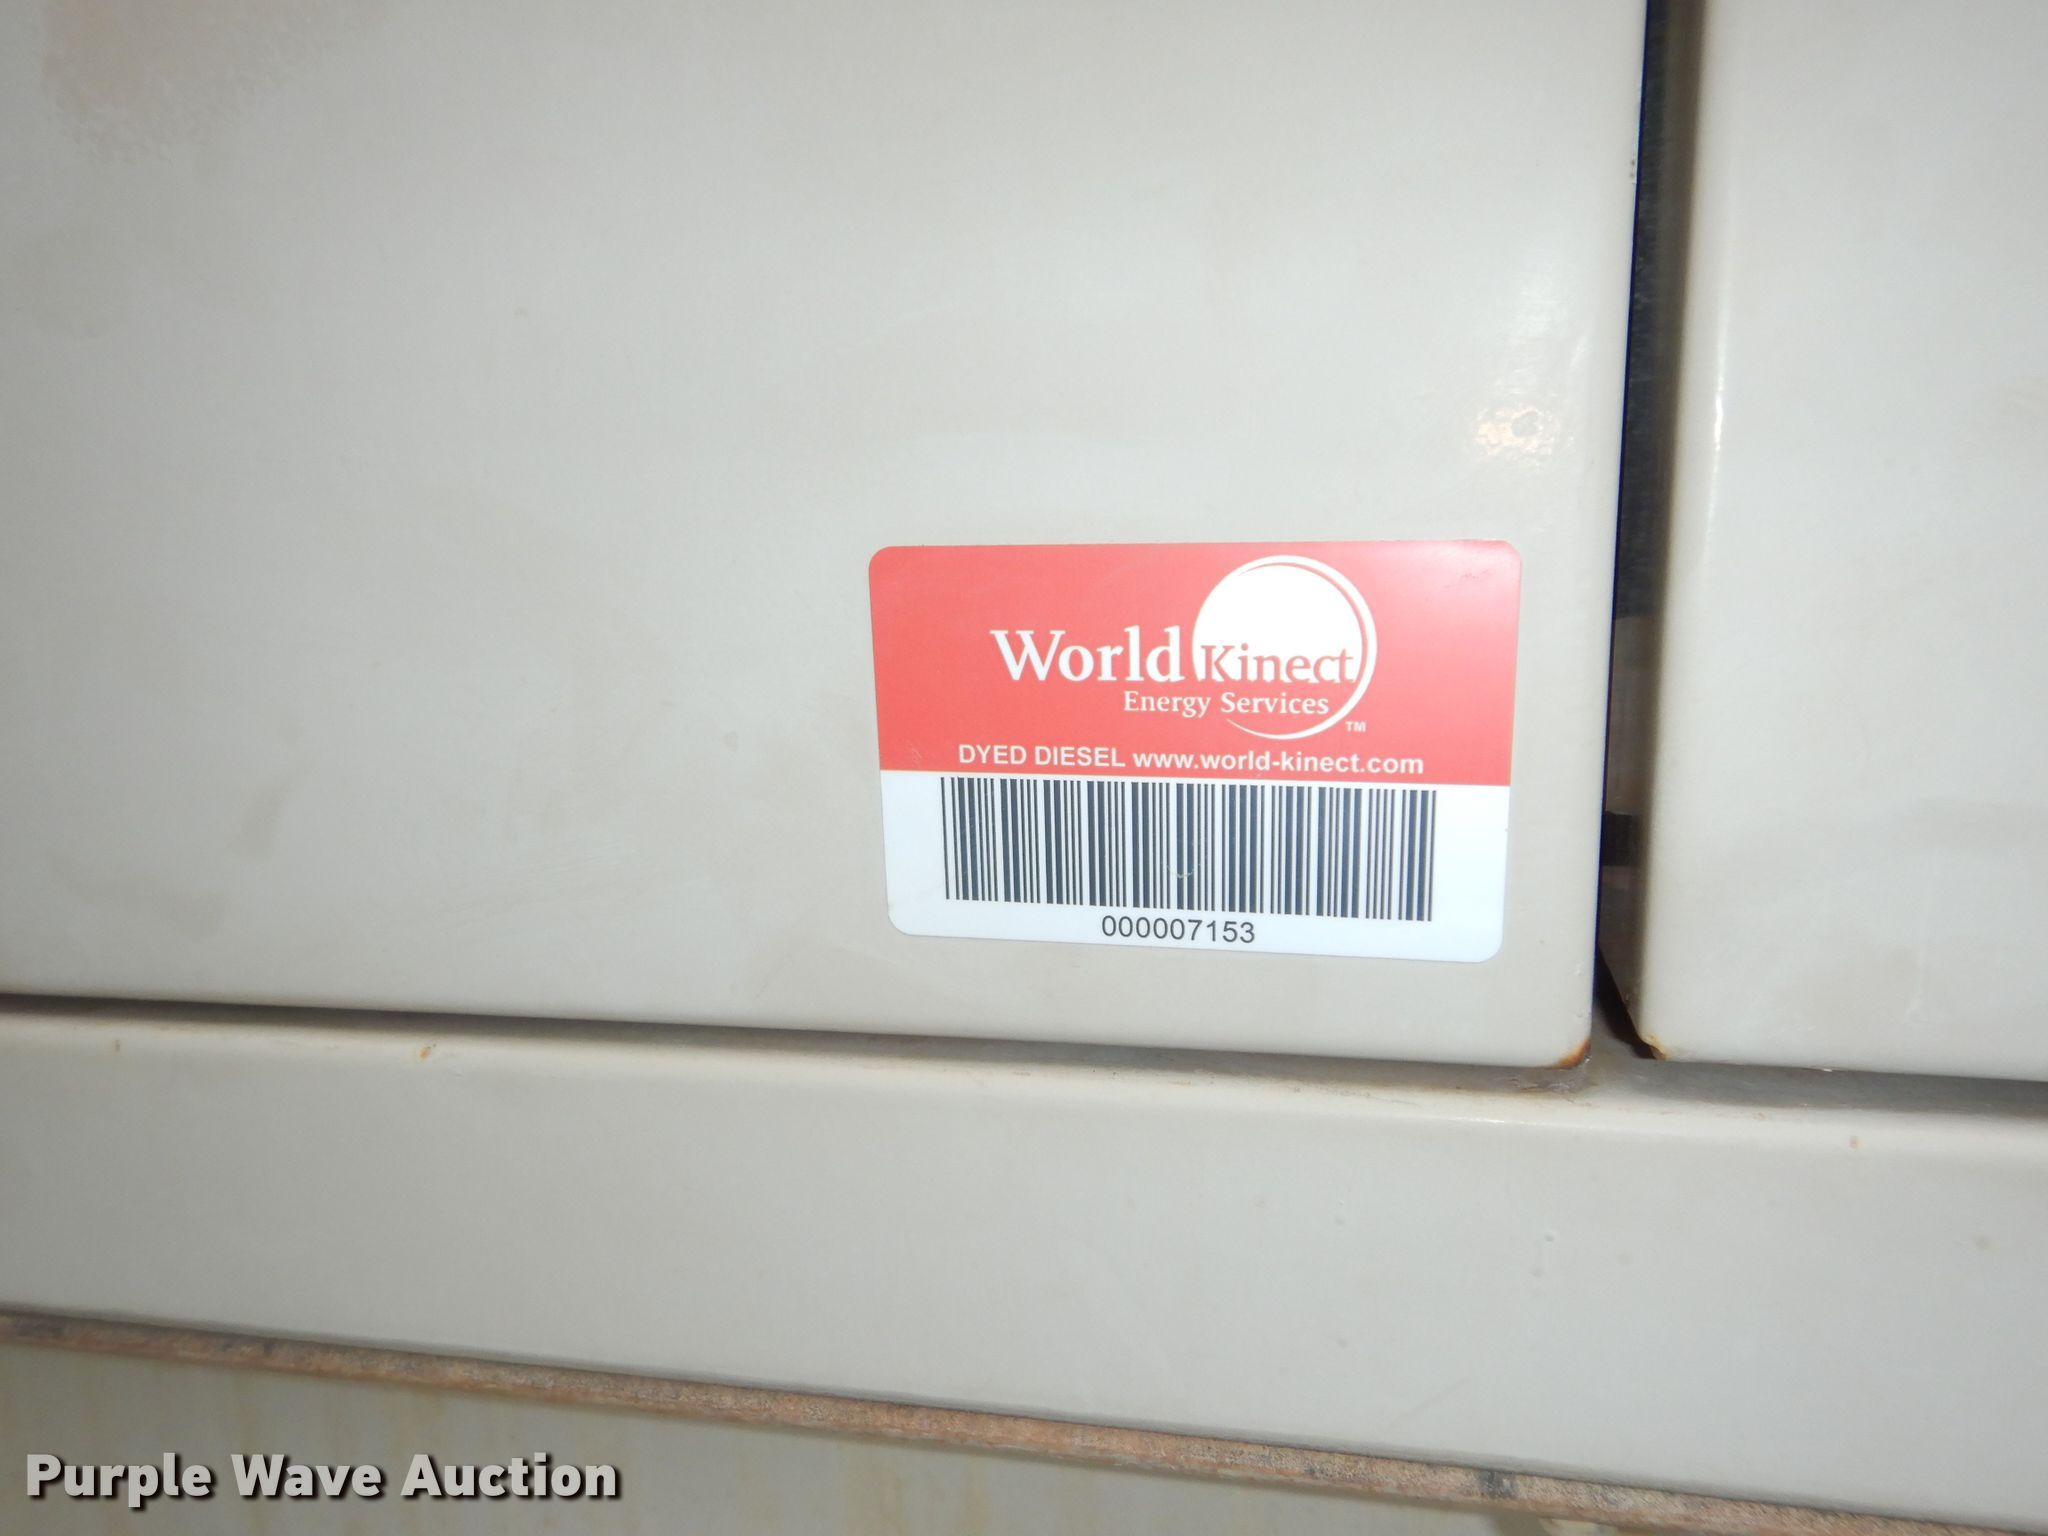 World Kinect
Energy Services
TM
DYED DIESEL www.world-kinect.com
000007153
Purple Wave Auction